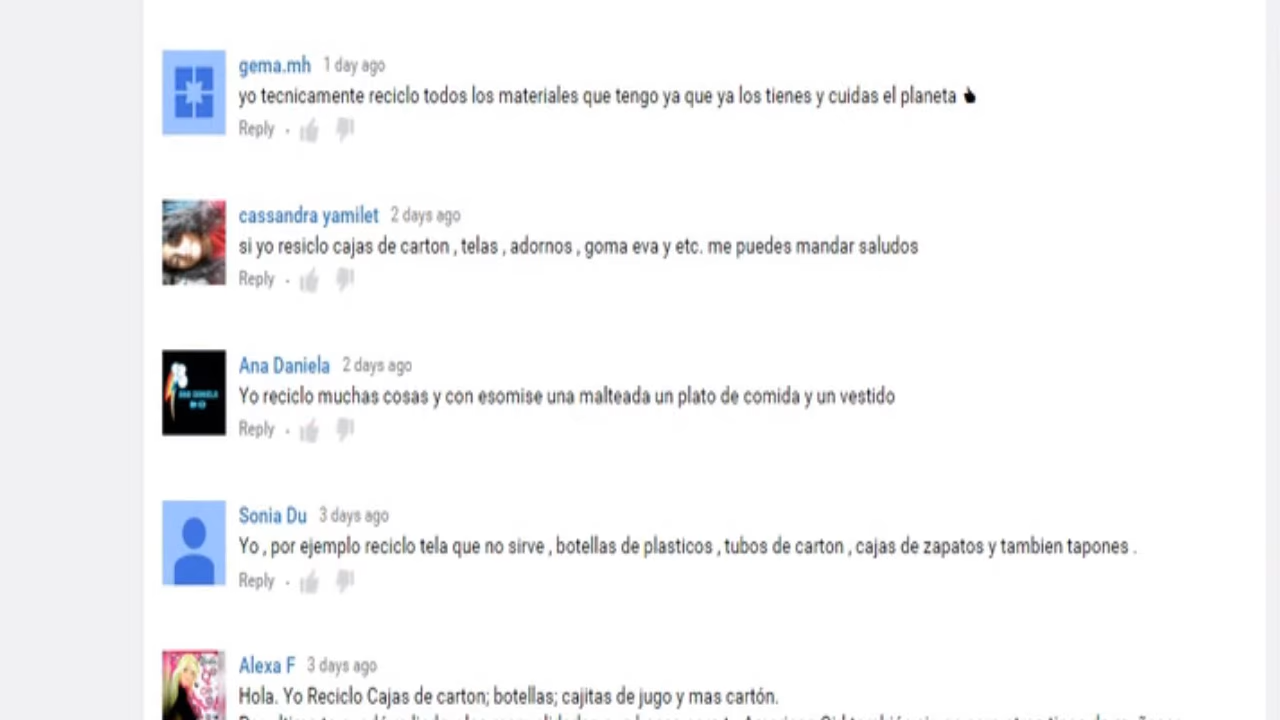 gema.mh 1 day ago
yo tecnicamente reciclo todos los materiales que tengo ya que ya los tienes y cuidas el planeta
Reply
cassandra yamilet 2 days ago
si yo resiclo cajas de carton , telas , adornos , goma eva y etc. me puedes mandar saludos
Reply
Ana Daniela 2 days ago
Yo reciclo muchas cosas y con esomise una malteada un plato de comida y un vestido
Reply
Sonia Du 3 days ago
Yo , por ejemplo reciclo tela que no sirve , botellas de plasticos , tubos de carton , cajas de zapatos y tambien tapones .
Reply
Alexa F 3 days ago
Hola. Yo Reciclo Cajas de carton; botellas; cajitas de jugo y mas cartón.